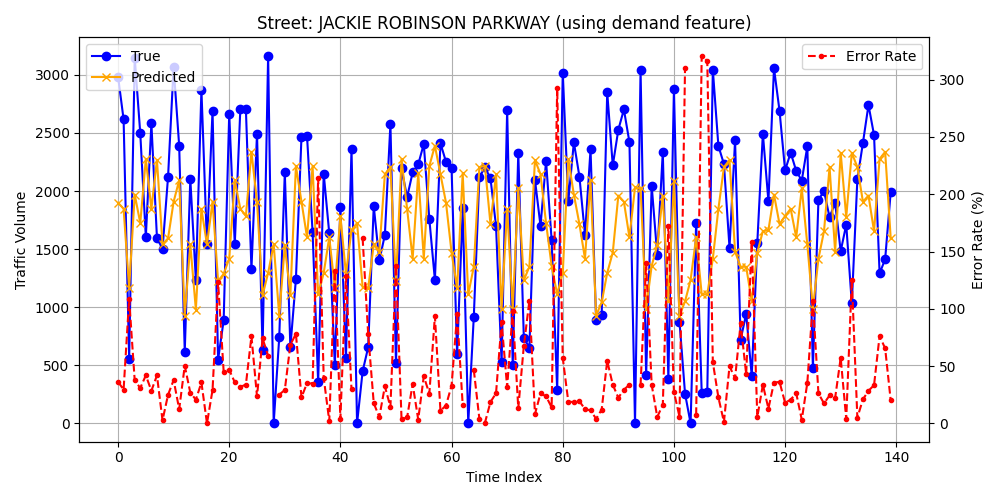 Street: JACKIE ROBINSON PARKWAY (using demand feature)
True
Predicted
Error Rate
3000
2500
2000
1500
1000
500
0
Traffic Volume
300
250
200
150
100
50
0
Error Rate (%)
0 20 40 60 80 100 120 140
Time Index